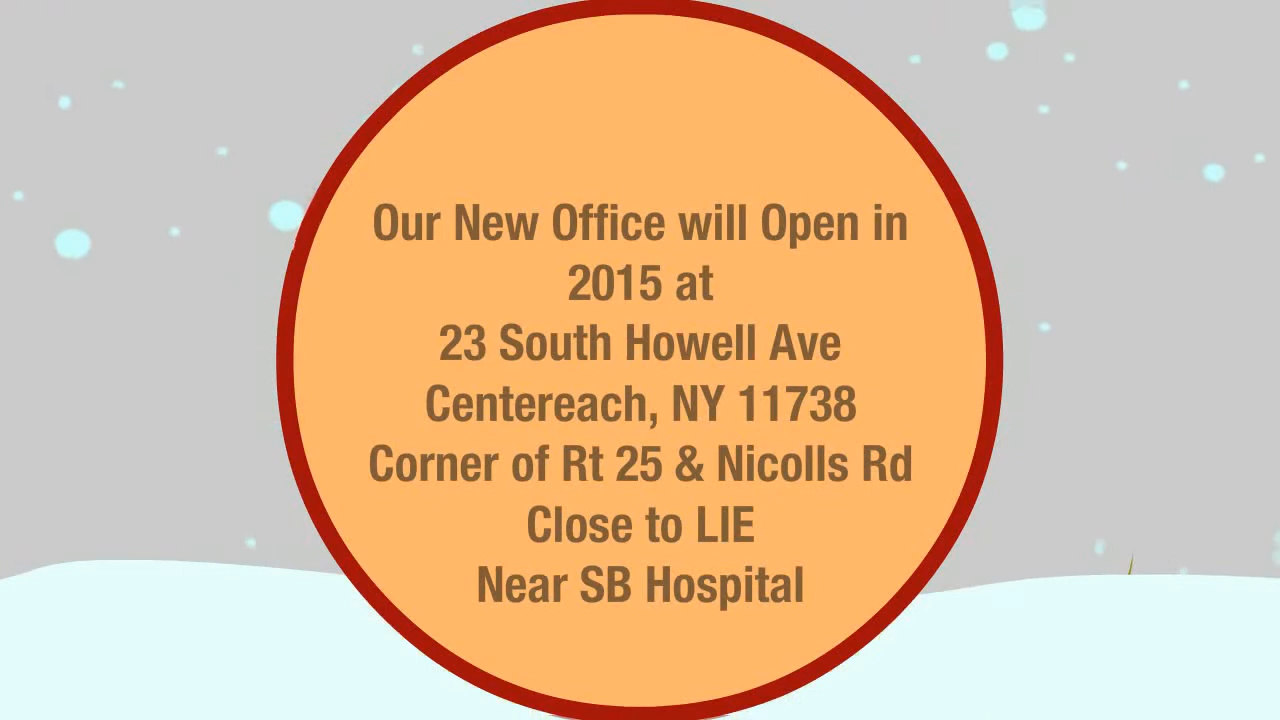 Our New Office will Open in
2015 at
23 South Howell Ave
Centereach, NY 11738
Corner of Rt 25 & Nicolls Rd
Close to LIE
Near SB Hospital